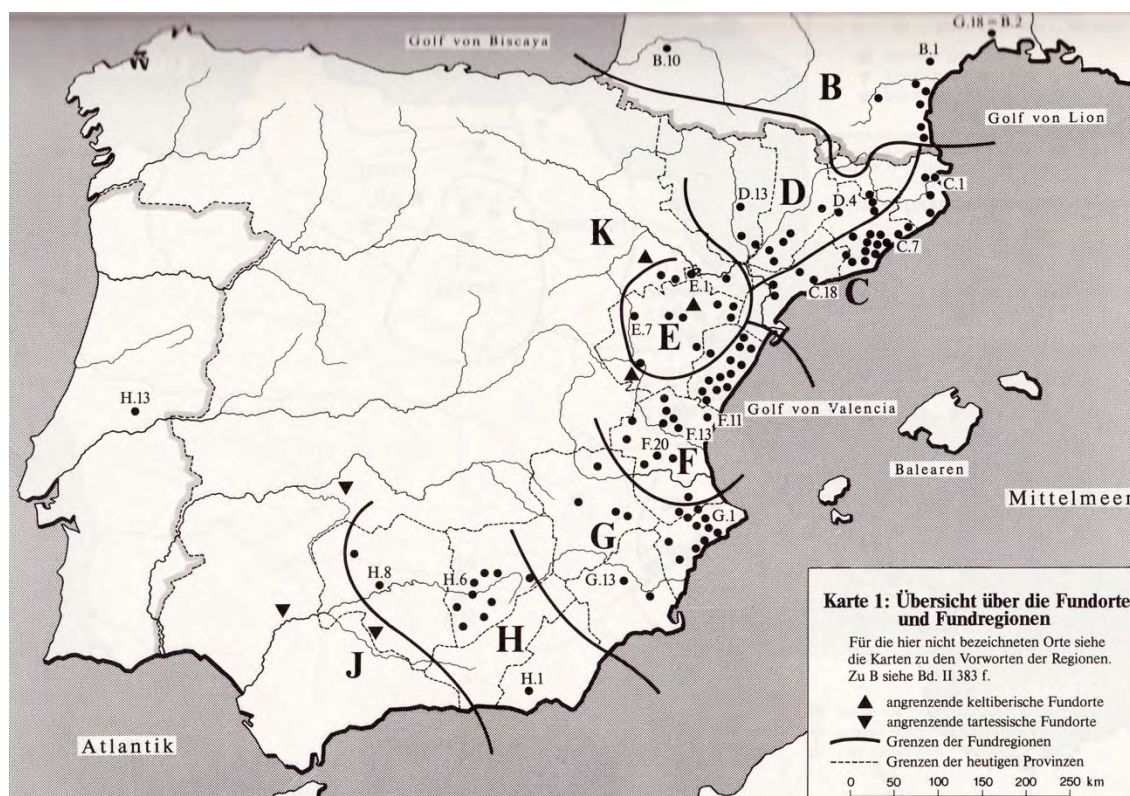 G.18 = B.2
Golf von Biscaya
B.1
B.10
B
Golf von Lion
D.13
D
D.4
C.1
K
C.7
E.1
C.18
C
E.7
E
H.13
F.11
Golf von Valencia
F.13
F.20
F
Balearen
Mittelmeer
G.1
G
H.8
H.6
G.13
H
J
H.1
Atlantik
Karte 1: Übersicht über die Fundorte
und Fundregionen
Für die hier nicht bezeichneten Orte siehe
die Karten zu den Vorworten der Regionen.
Zu B siehe Bd. II 383 f.
angrenzende keltiberische Fundorte
angrenzende tartessische Fundorte
Grenzen der Fundregionen
Grenzen der heutigen Provinzen
0 50 100 150 200 250 km